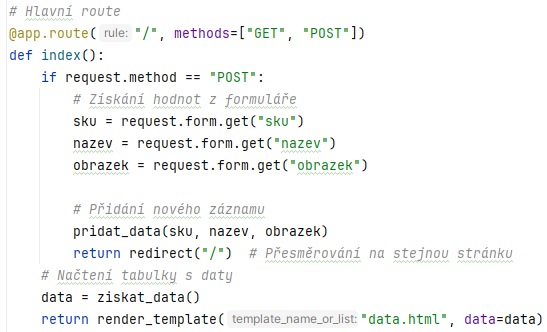 # Hlavní route
@app.route( rule: "/", methods=["GET", "POST"])
def index():
    if request.method == "POST":
        # Získání hodnot z formuláře
        sku = request.form.get("sku")
        nazev = request.form.get("nazev")
        obrazek = request.form.get("obrazek")

        # Přidání nového záznamu
        pridat_data(sku, nazev, obrazek)
        return redirect("/")  # Přesměrování na stejnou stránku
    # Načtení tabulky s daty
    data = ziskat_data()
    return render_template( template_name_or_list: "data.html", data=data)